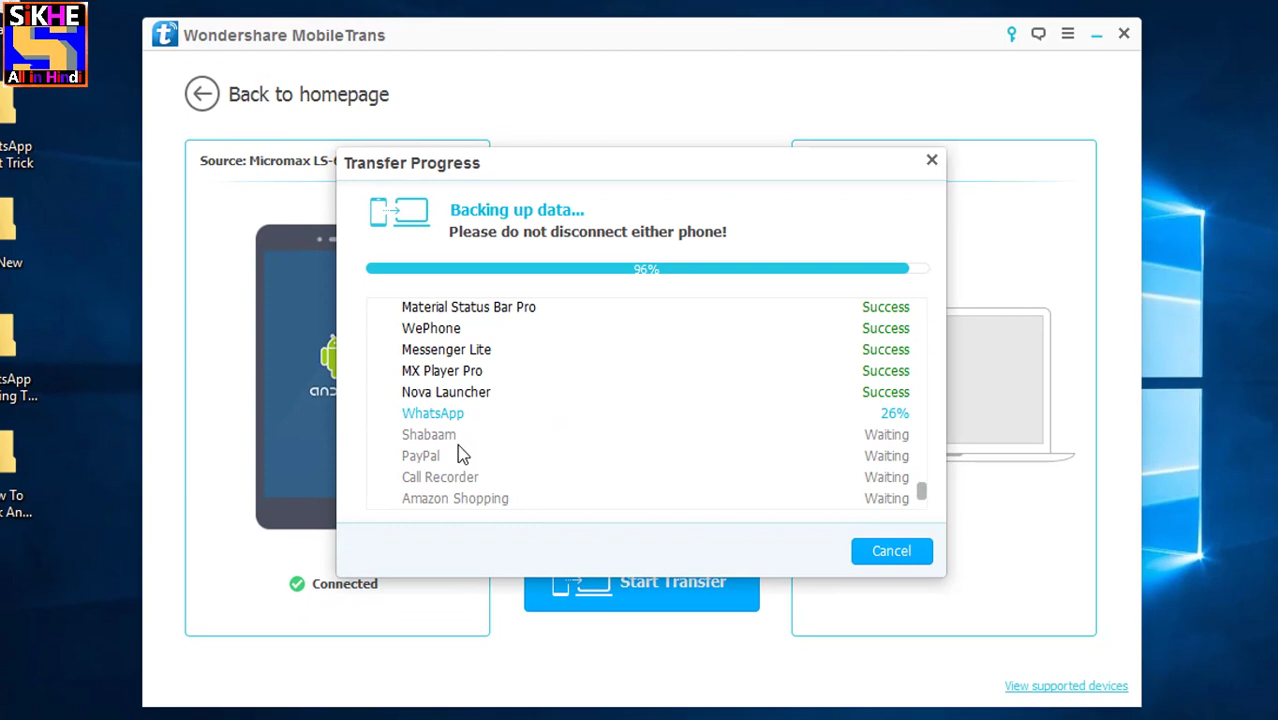 SiKHE
All in Hindi
Wondershare MobileTrans
Back to homepage
Source: Micromax LS-
Transfer Progress
Backing up data...
Please do not disconnect either phone!
96%
Material Status Bar Pro Success
WePhone Success
Messenger Lite Success
MX Player Pro Success
Nova Launcher Success
WhatsApp 26%
Shabaam Waiting
PayPal Waiting
Call Recorder Waiting
Amazon Shopping Waiting
Cancel
Connected
Start Transfer
View supported devices
tsApp
t Trick
New
tsApp
ing T...
w To
k An...